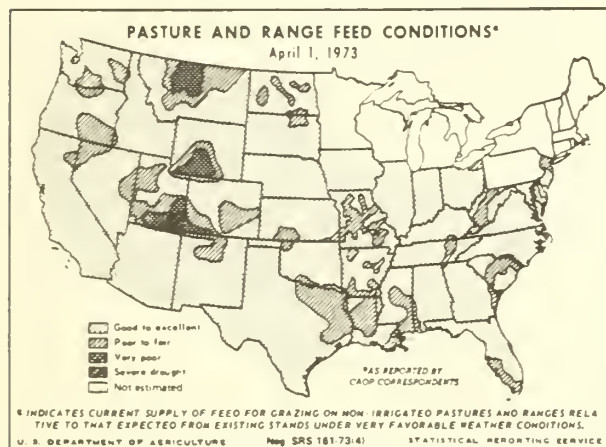 PASTURE AND RANGE FEED CONDITIONS*
April 1, 1973
Good to excellent
Poor to fair
Very poor
Severe drought
Not estimated
*AS REPORTED BY
CROP CORRESPONDENTS
* INDICATES CURRENT SUPPLY OF FEED FOR GRAZING ON NON-IRRIGATED PASTURES AND RANGES RELA
TIVE TO THAT EXPECTED FROM EXISTING STANDS UNDER VERY FAVORABLE WEATHER CONDITIONS.
U. S. DEPARTMENT OF AGRICULTURE Neg SRS 161-73(4) STATISTICAL REPORTING SERVICE